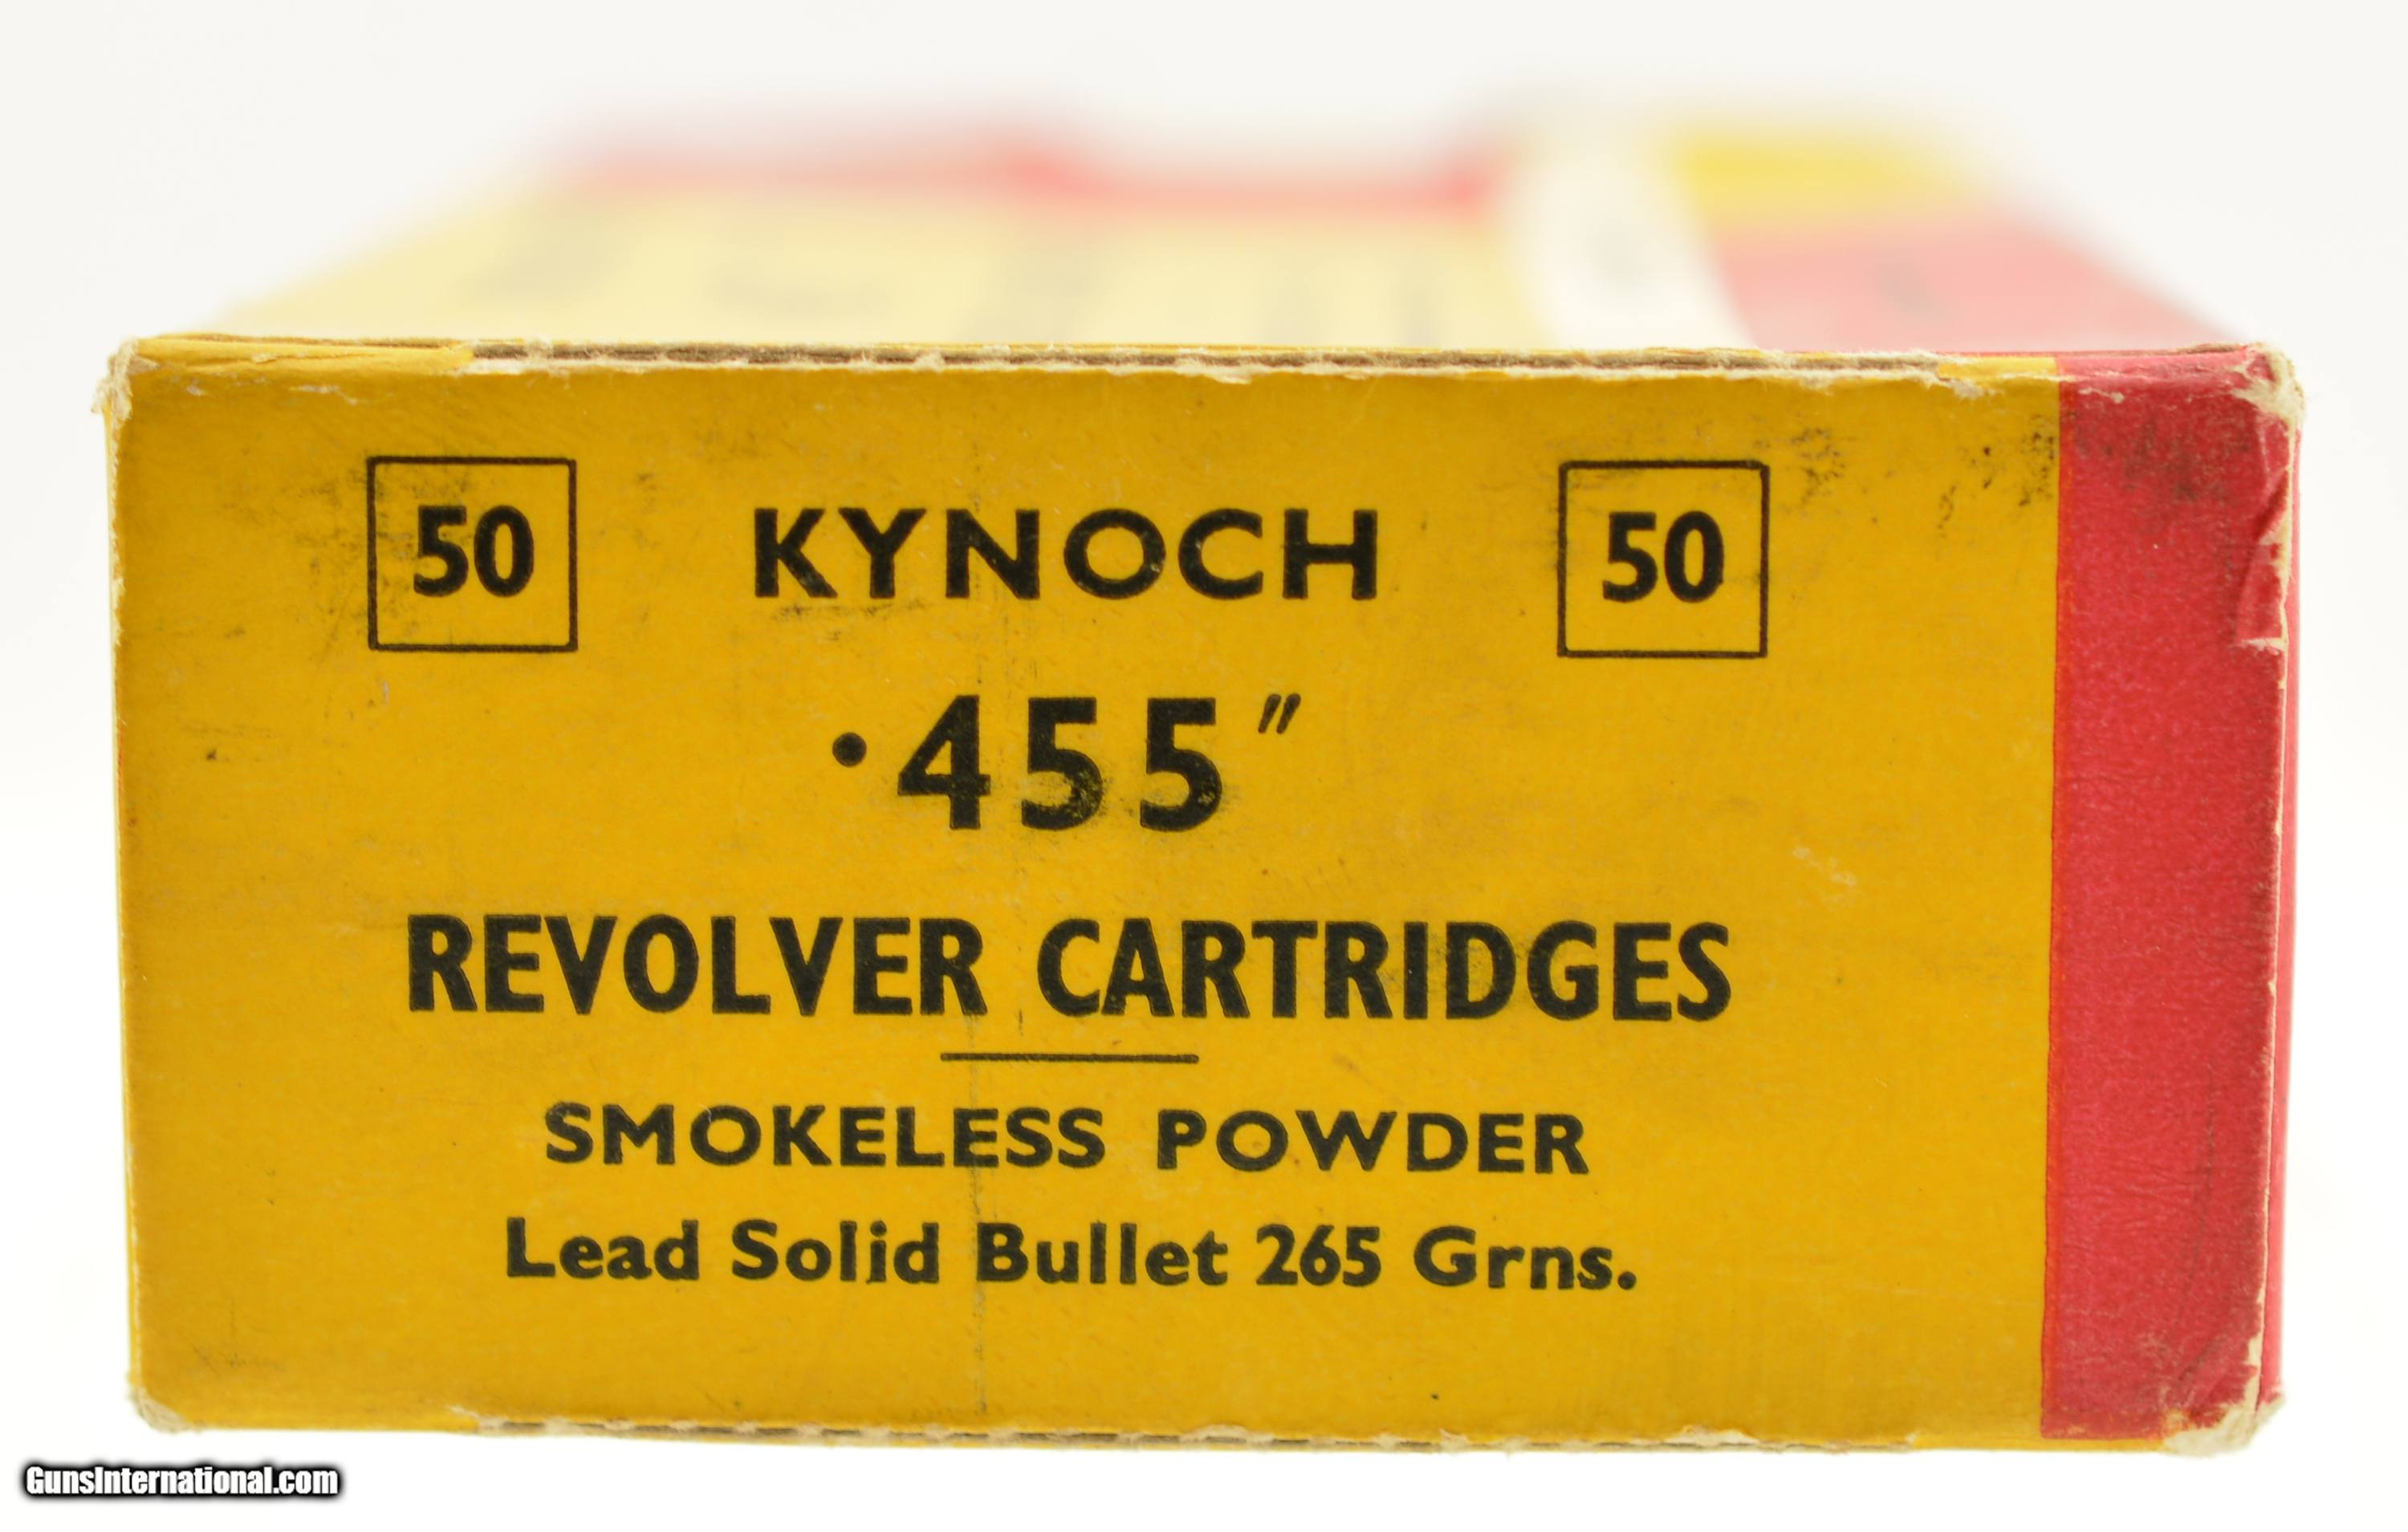 50 KYNOCH 50
·455"
REVOLVER CARTRIDGES
SMOKELESS POWDER
Lead Solid Bullet 265 Grns.
GunsInternational.com